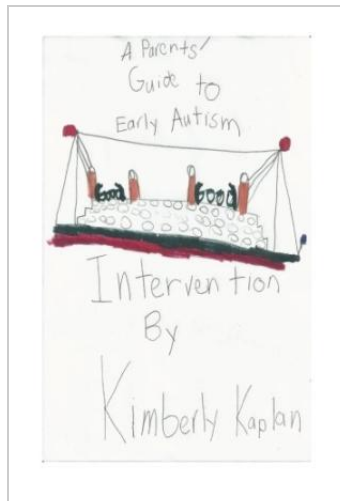 A Parents'
Guide to
Early Autism
Good Good
Intervention
By
Kimberly Kaplan